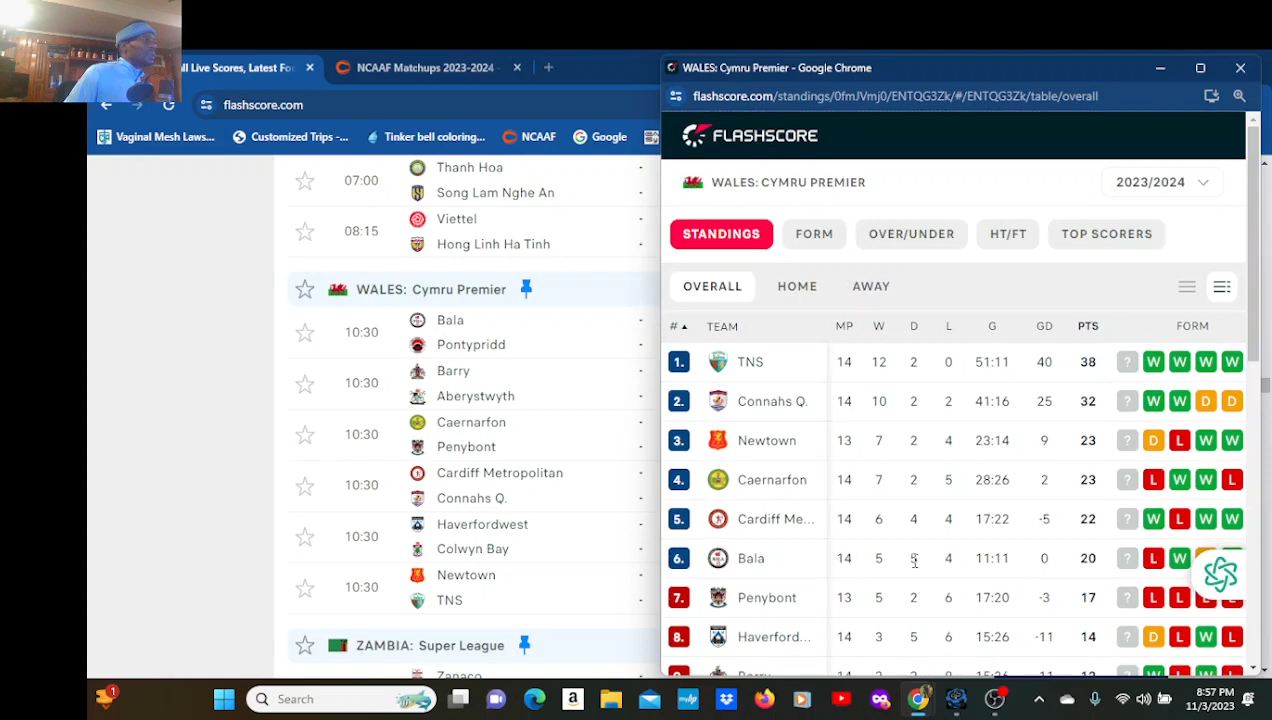 ll Live Scores, Latest Foo
NCAAF Matchups 2023-2024 -
flashscore.com
Vaginal Mesh Laws...
Customized Trips -...
Tinker bell coloring...
NCAAF
Google
07:00
Thanh Hoa
-
Song Lam Nghe An
-
08:15
Viettel
-
Hong Linh Ha Tinh
-
WALES: Cymru Premier
10:30
Bala
-
Pontypridd
-
10:30
Barry
-
Aberystwyth
-
10:30
Caernarfon
-
Penybont
-
10:30
Cardiff Metropolitan
-
Connahs Q.
-
10:30
Haverfordwest
-
Colwyn Bay
-
10:30
Newtown
-
TNS
-
ZAMBIA: Super League
Zanaco
WALES: Cymru Premier - Google Chrome
flashscore.com/standings/0fmJVmj0/ENTQG3Zk/#/ENTQG3Zk/table/overall
FLASHSCORE
WALES: CYMRU PREMIER
2023/2024
STANDINGS FORM OVER/UNDER HT/FT TOP SCORERS
OVERALL HOME AWAY
# TEAM MP W D L G GD PTS FORM
1. TNS 14 12 2 0 51:11 40 38 ? W W W W
2. Connahs Q. 14 10 2 2 41:16 25 32 ? W W D D
3. Newtown 13 7 2 4 23:14 9 23 ? D L W W
4. Caernarfon 14 7 2 5 28:26 2 23 ? L W W L
5. Cardiff Me... 14 6 4 4 17:22 -5 22 ? W L W W
6. Bala 14 5 5 4 11:11 0 20 ? L W
7. Penybont 13 5 2 6 17:20 -3 17 ? L L L L
8. Haverford... 14 3 5 6 15:26 -11 14 ? D L W L
1
Search
8:57 PM
11/3/2023